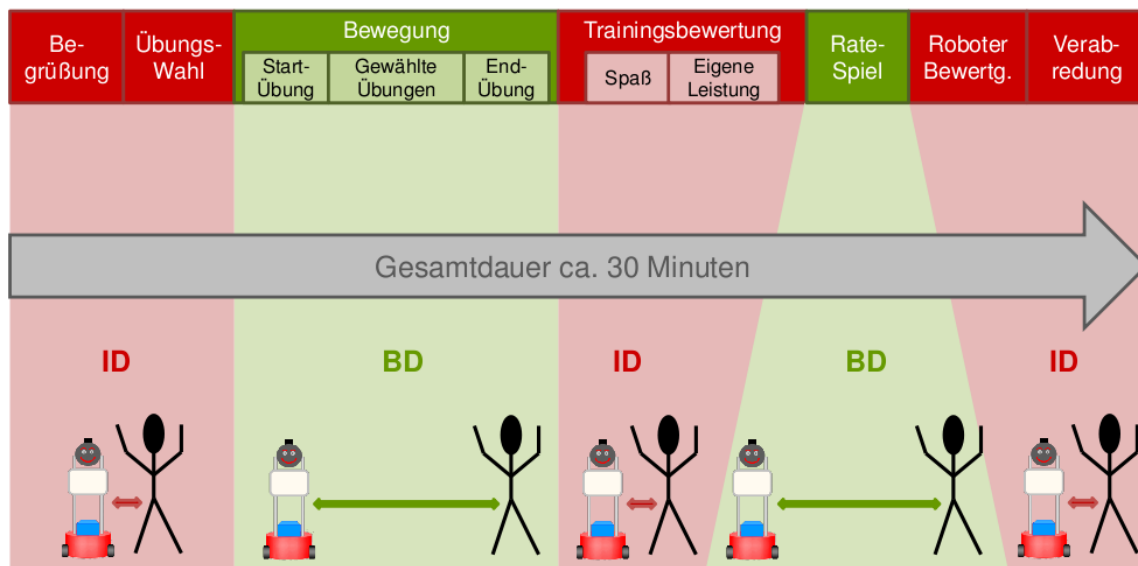 Be-
grüßung
Übungs-
Wahl
Bewegung
Start-
Übung
Gewählte
Übungen
End-
Übung
Trainingsbewertung
Spaß
Eigene
Leistung
Rate-
Spiel
Roboter
Bewertg.
Verab-
redung
Gesamtdauer ca. 30 Minuten
ID
BD
ID
BD
ID